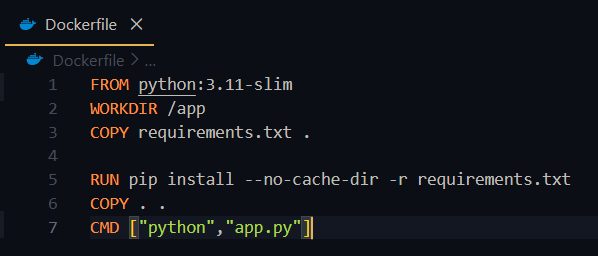 Dockerfile
Dockerfile > ...
1 FROM python:3.11-slim
2 WORKDIR /app
3 COPY requirements.txt .
4
5 RUN pip install --no-cache-dir -r requirements.txt
6 COPY . .
7 CMD ["python","app.py"]